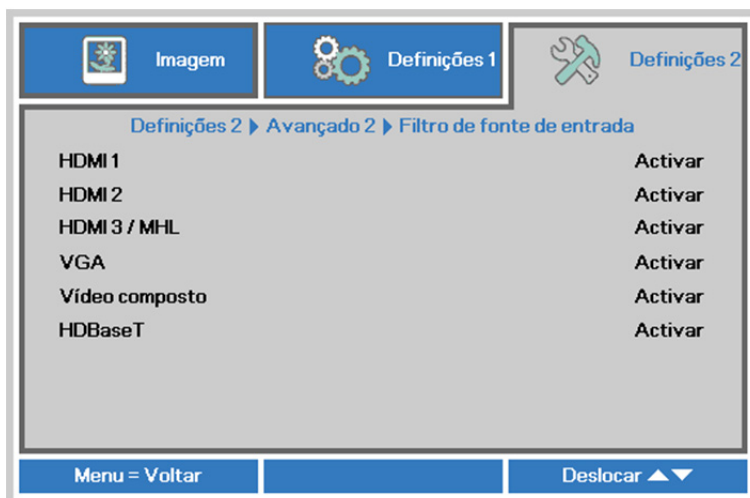 Imagem Definições 1 Definições 2
Definições 2 ▶ Avançado 2 ▶ Filtro de fonte de entrada
HDMI 1 Activar
HDMI 2 Activar
HDMI 3 / MHL Activar
VGA Activar
Vídeo composto Activar
HDBaseT Activar
Menu = Voltar Deslocar ▲▼